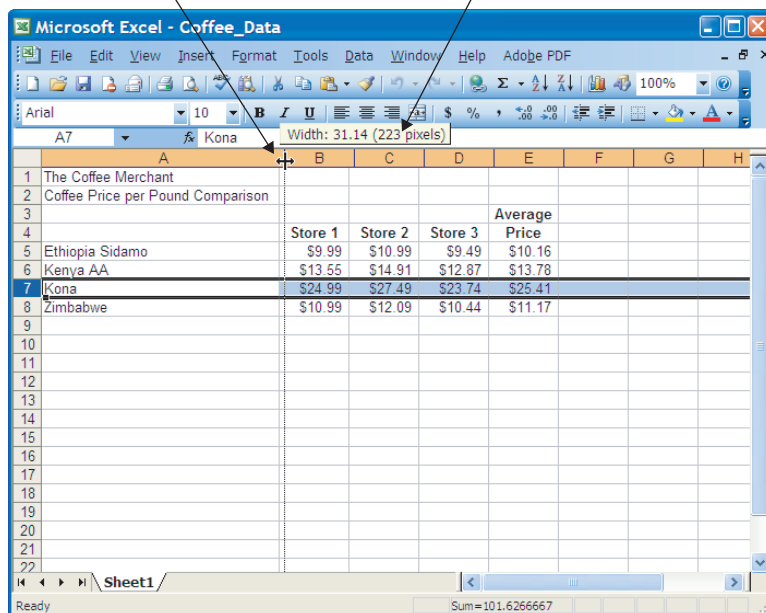 Microsoft Excel - Coffee_Data
File Edit View Insert Format Tools Data Window Help Adobe PDF
Σ 100%
Arial 10 B I U $ % ,
A7 fx Kona
Width: 31.14 (223 pixels)
A B C D E F G H
1 The Coffee Merchant
2 Coffee Price per Pound Comparison
3 Average
4 Store 1 Store 2 Store 3 Price
5 Ethiopia Sidamo $9.99 $10.99 $9.49 $10.16
6 Kenya AA $13.55 $14.91 $12.87 $13.78
7 Kona $24.99 $27.49 $23.74 $25.41
8 Zimbabwe $10.99 $12.09 $10.44 $11.17
9
10
11
12
13
14
15
16
17
18
19
20
21
22
Sheet1
Ready Sum=101.6266667